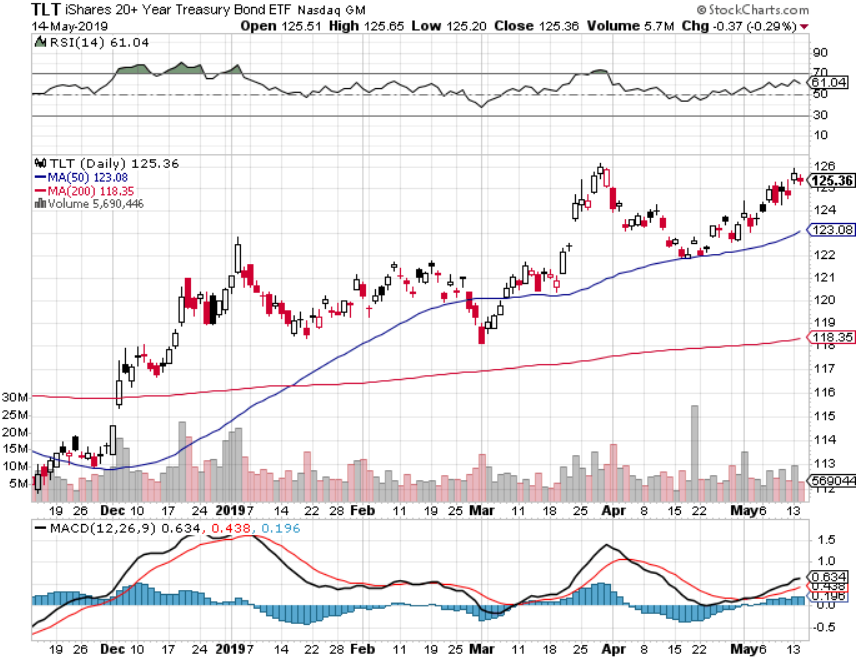 TLT iShares 20+ Year Treasury Bond ETF Nasdaq GM © StockCharts.com
14-May-2019 Open 125.51 High 125.65 Low 125.20 Close 125.36 Volume 5.7M Chg -0.37 (-0.29%)
RSI(14) 61.04
90
70
61.04
50
30
10
TLT (Daily) 125.36
MA(50) 123.08
MA(200) 118.35
Volume 5,690,446
126
125.36
124
123.08
122
121
120
119
118.35
117
116
115
114
113
112
30M
25M
20M
15M
10M
5M
569044
19 26 Dec 10 17 24 2019 7 14 22 28 Feb 11 19 25 Mar 11 18 25 Apr 8 15 22 May 6 13
MACD(12,26,9) 0.634, 0.438, 0.196
1.5
1.0
0.634
0.438
0.196
0.0
-0.5
19 26 Dec 10 17 24 2019 7 14 22 28 Feb 11 19 25 Mar 11 18 25 Apr 8 15 22 May 6 13